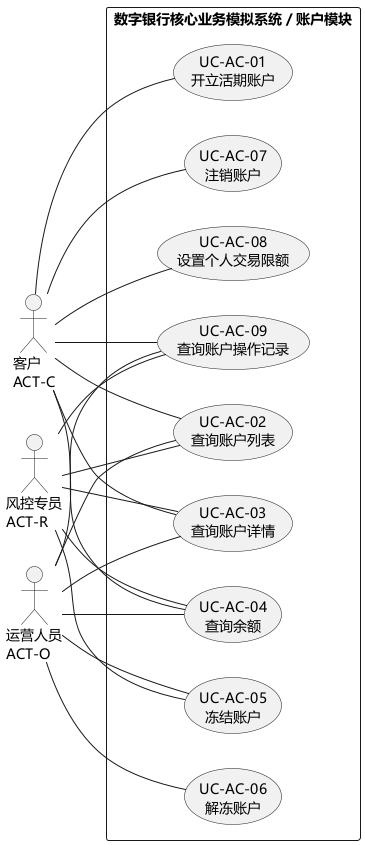 数字银行核心业务模拟系统 / 账户模块
UC-AC-01
开立活期账户
UC-AC-07
注销账户
UC-AC-08
设置个人交易限额
UC-AC-09
查询账户操作记录
客户
ACT-C
UC-AC-02
查询账户列表
风控专员
ACT-R
UC-AC-03
查询账户详情
运营人员
ACT-O
UC-AC-04
查询余额
UC-AC-05
冻结账户
UC-AC-06
解冻账户